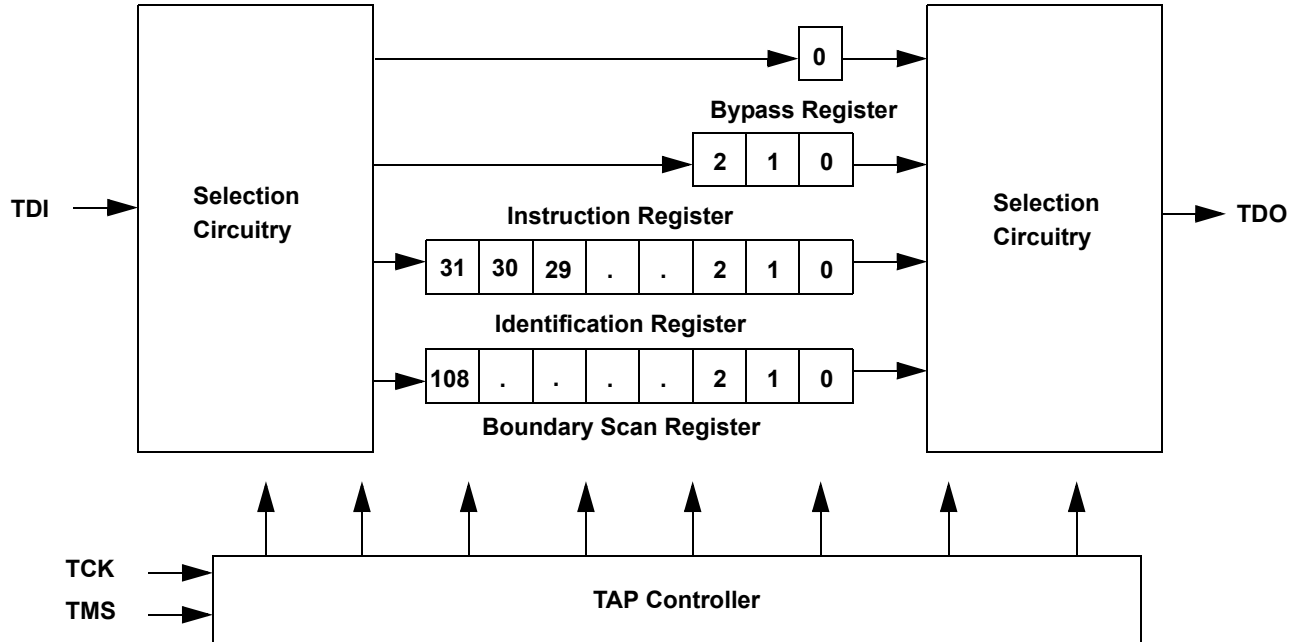 0
Bypass Register
2 1 0
Selection
Circuitry
Selection
Circuitry
TDI
TDO
Instruction Register
31 30 29 . . 2 1 0
Identification Register
108 . . . . 2 1 0
Boundary Scan Register
TCK
TMS
TAP Controller